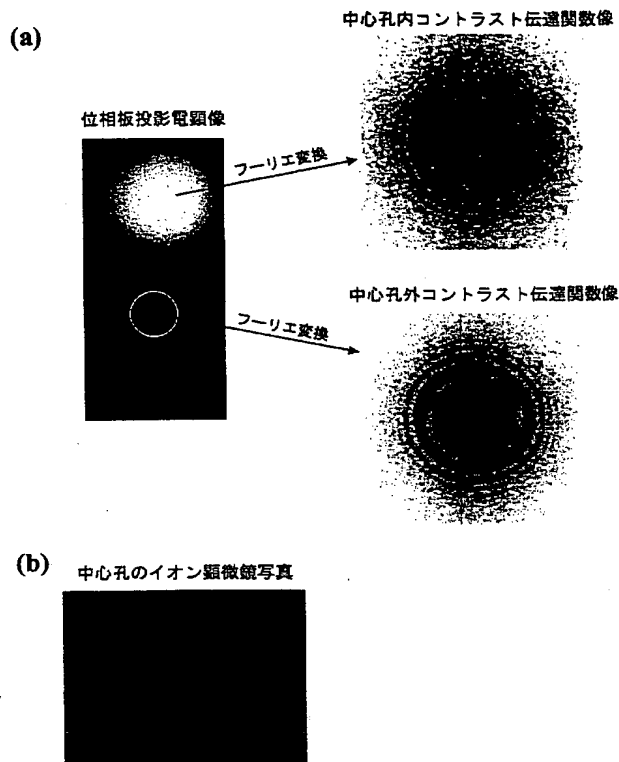 (a)
中心孔内コントラスト伝達関数像
位相板投影電顕像
フーリエ変換
中心孔外コントラスト伝達関数像
フーリエ変換
(b)
中心孔のイオン顕微鏡写真